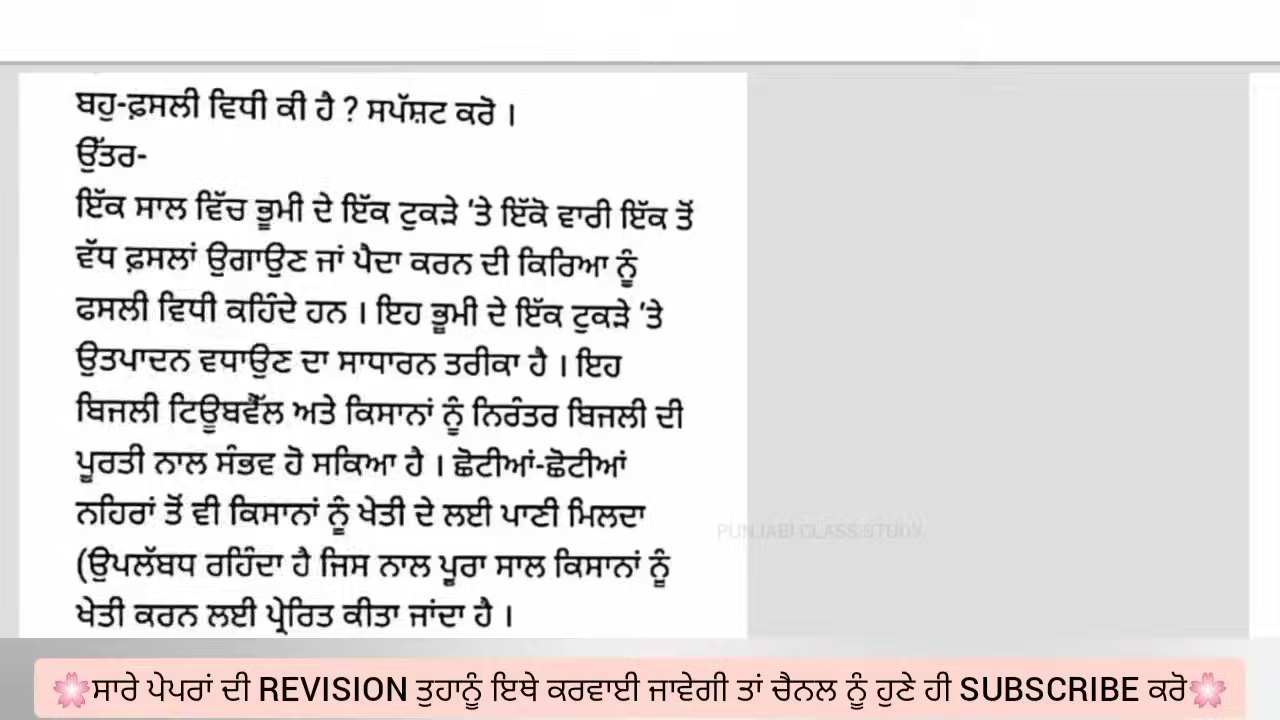 ਬਹੁ-ਫ਼ਸਲੀ ਵਿਧੀ ਕੀ ਹੈ ? ਸਪੱਸ਼ਟ ਕਰੋ ।
ਉੱਤਰ-
ਇੱਕ ਸਾਲ ਵਿੱਚ ਭੂਮੀ ਦੇ ਇੱਕ ਟੁਕੜੇ 'ਤੇ ਇੱਕੋ ਵਾਰੀ ਇੱਕ ਤੋਂ
ਵੱਧ ਫ਼ਸਲਾਂ ਉਗਾਉਣ ਜਾਂ ਪੈਦਾ ਕਰਨ ਦੀ ਕਿਰਿਆ ਨੂੰ
ਫਸਲੀ ਵਿਧੀ ਕਹਿੰਦੇ ਹਨ । ਇਹ ਭੂਮੀ ਦੇ ਇੱਕ ਟੁਕੜੇ 'ਤੇ
ਉਤਪਾਦਨ ਵਧਾਉਣ ਦਾ ਸਾਧਾਰਨ ਤਰੀਕਾ ਹੈ । ਇਹ
ਬਿਜਲੀ ਟਿਊਬਵੈੱਲ ਅਤੇ ਕਿਸਾਨਾਂ ਨੂੰ ਨਿਰੰਤਰ ਬਿਜਲੀ ਦੀ
ਪੂਰਤੀ ਨਾਲ ਸੰਭਵ ਹੋ ਸਕਿਆ ਹੈ । ਛੋਟੀਆਂ-ਛੋਟੀਆਂ
ਨਹਿਰਾਂ ਤੋਂ ਵੀ ਕਿਸਾਨਾਂ ਨੂੰ ਖੇਤੀ ਦੇ ਲਈ ਪਾਣੀ ਮਿਲਦਾ
(ਉਪਲੱਬਧ ਰਹਿੰਦਾ ਹੈ ਜਿਸ ਨਾਲ ਪੂਰਾ ਸਾਲ ਕਿਸਾਨਾਂ ਨੂੰ
ਖੇਤੀ ਕਰਨ ਲਈ ਪ੍ਰੇਰਿਤ ਕੀਤਾ ਜਾਂਦਾ ਹੈ ।
PUNJABI CLASS STUDY
🌸ਸਾਰੇ ਪੇਪਰਾਂ ਦੀ REVISION ਤੁਹਾਨੂੰ ਇਥੇ ਕਰਵਾਈ ਜਾਵੇਗੀ ਤਾਂ ਚੈਨਲ ਨੂੰ ਹੁਣੇ ਹੀ SUBSCRIBE ਕਰੋ🌸